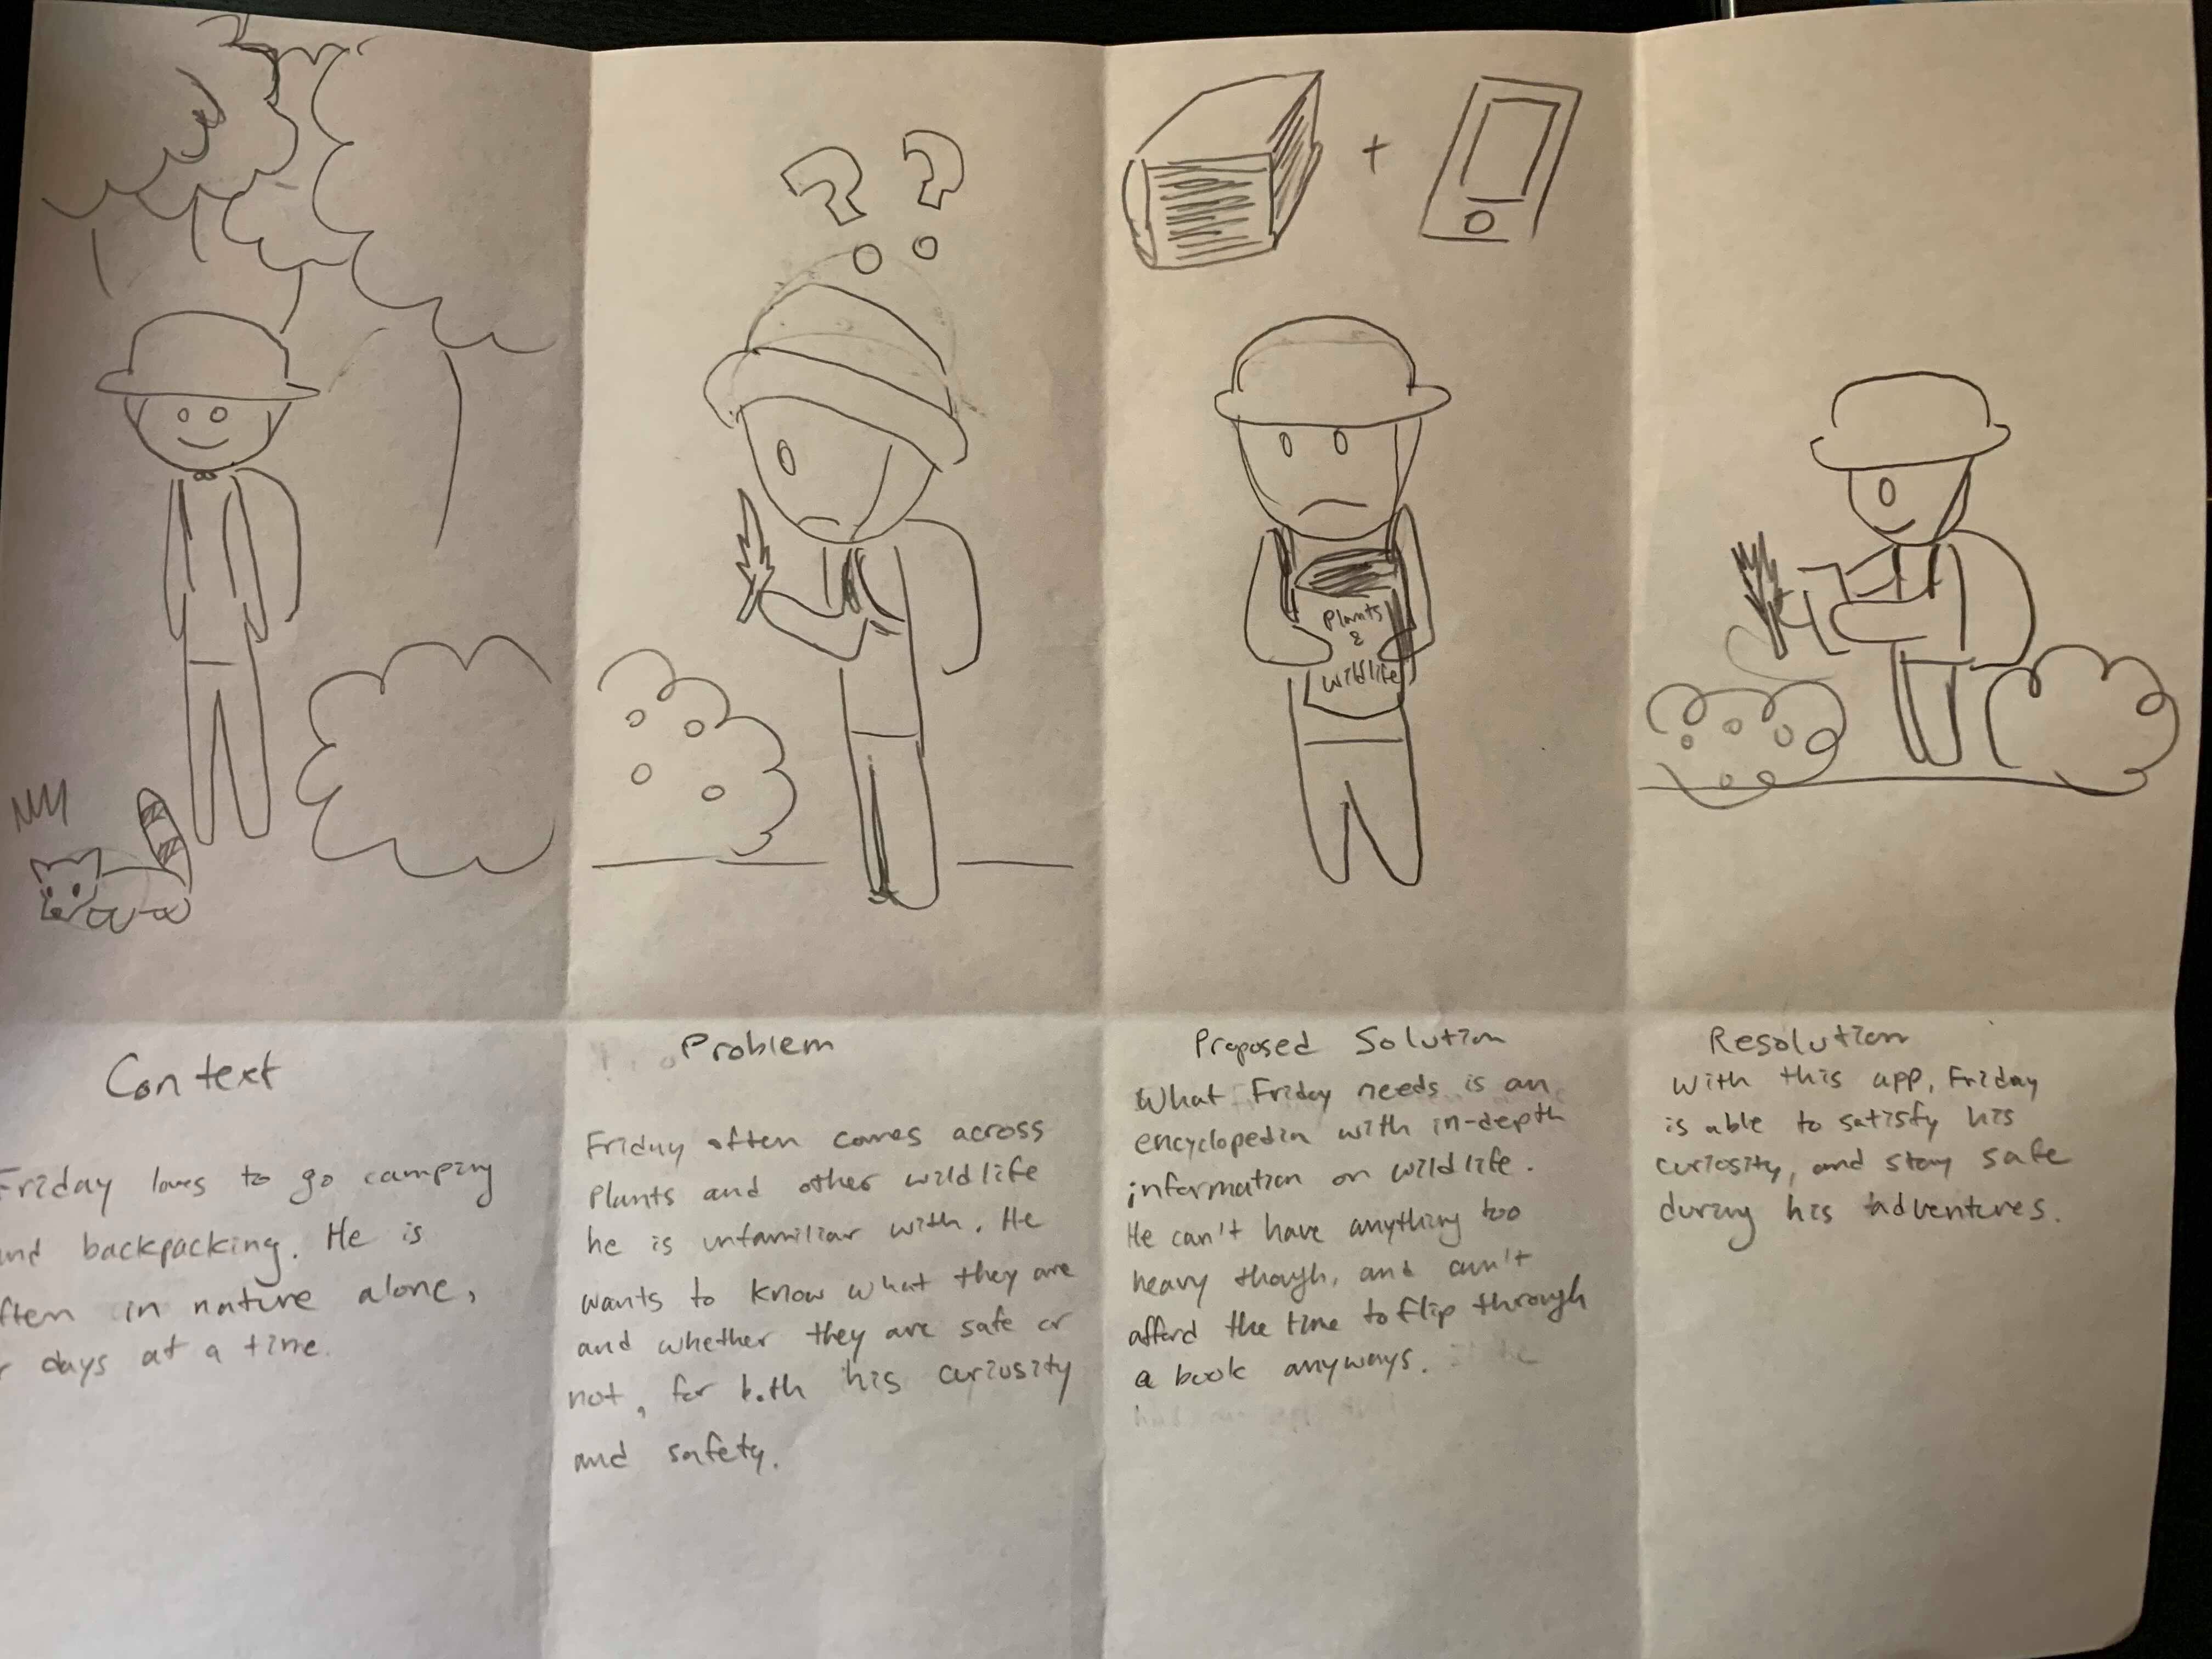 Plants
&
wildlife
Context
Friday loves to go camping
and backpacking. He is
often in nature alone,
days at a time.
Problem
Friday often comes across
plants and other wildlife
he is unfamiliar with. He
wants to know what they are
and whether they are safe or
not, for both his curiosity
and safety.
Proposed Solution
What Friday needs is an
encyclopedia with in-depth
information on wildlife.
He can't have anything too
heavy though, and can't
afford the time to flip through
a book anyways.
Resolution
With this app, Friday
is able to satisfy his
curiosity, and stay safe
during his adventures.